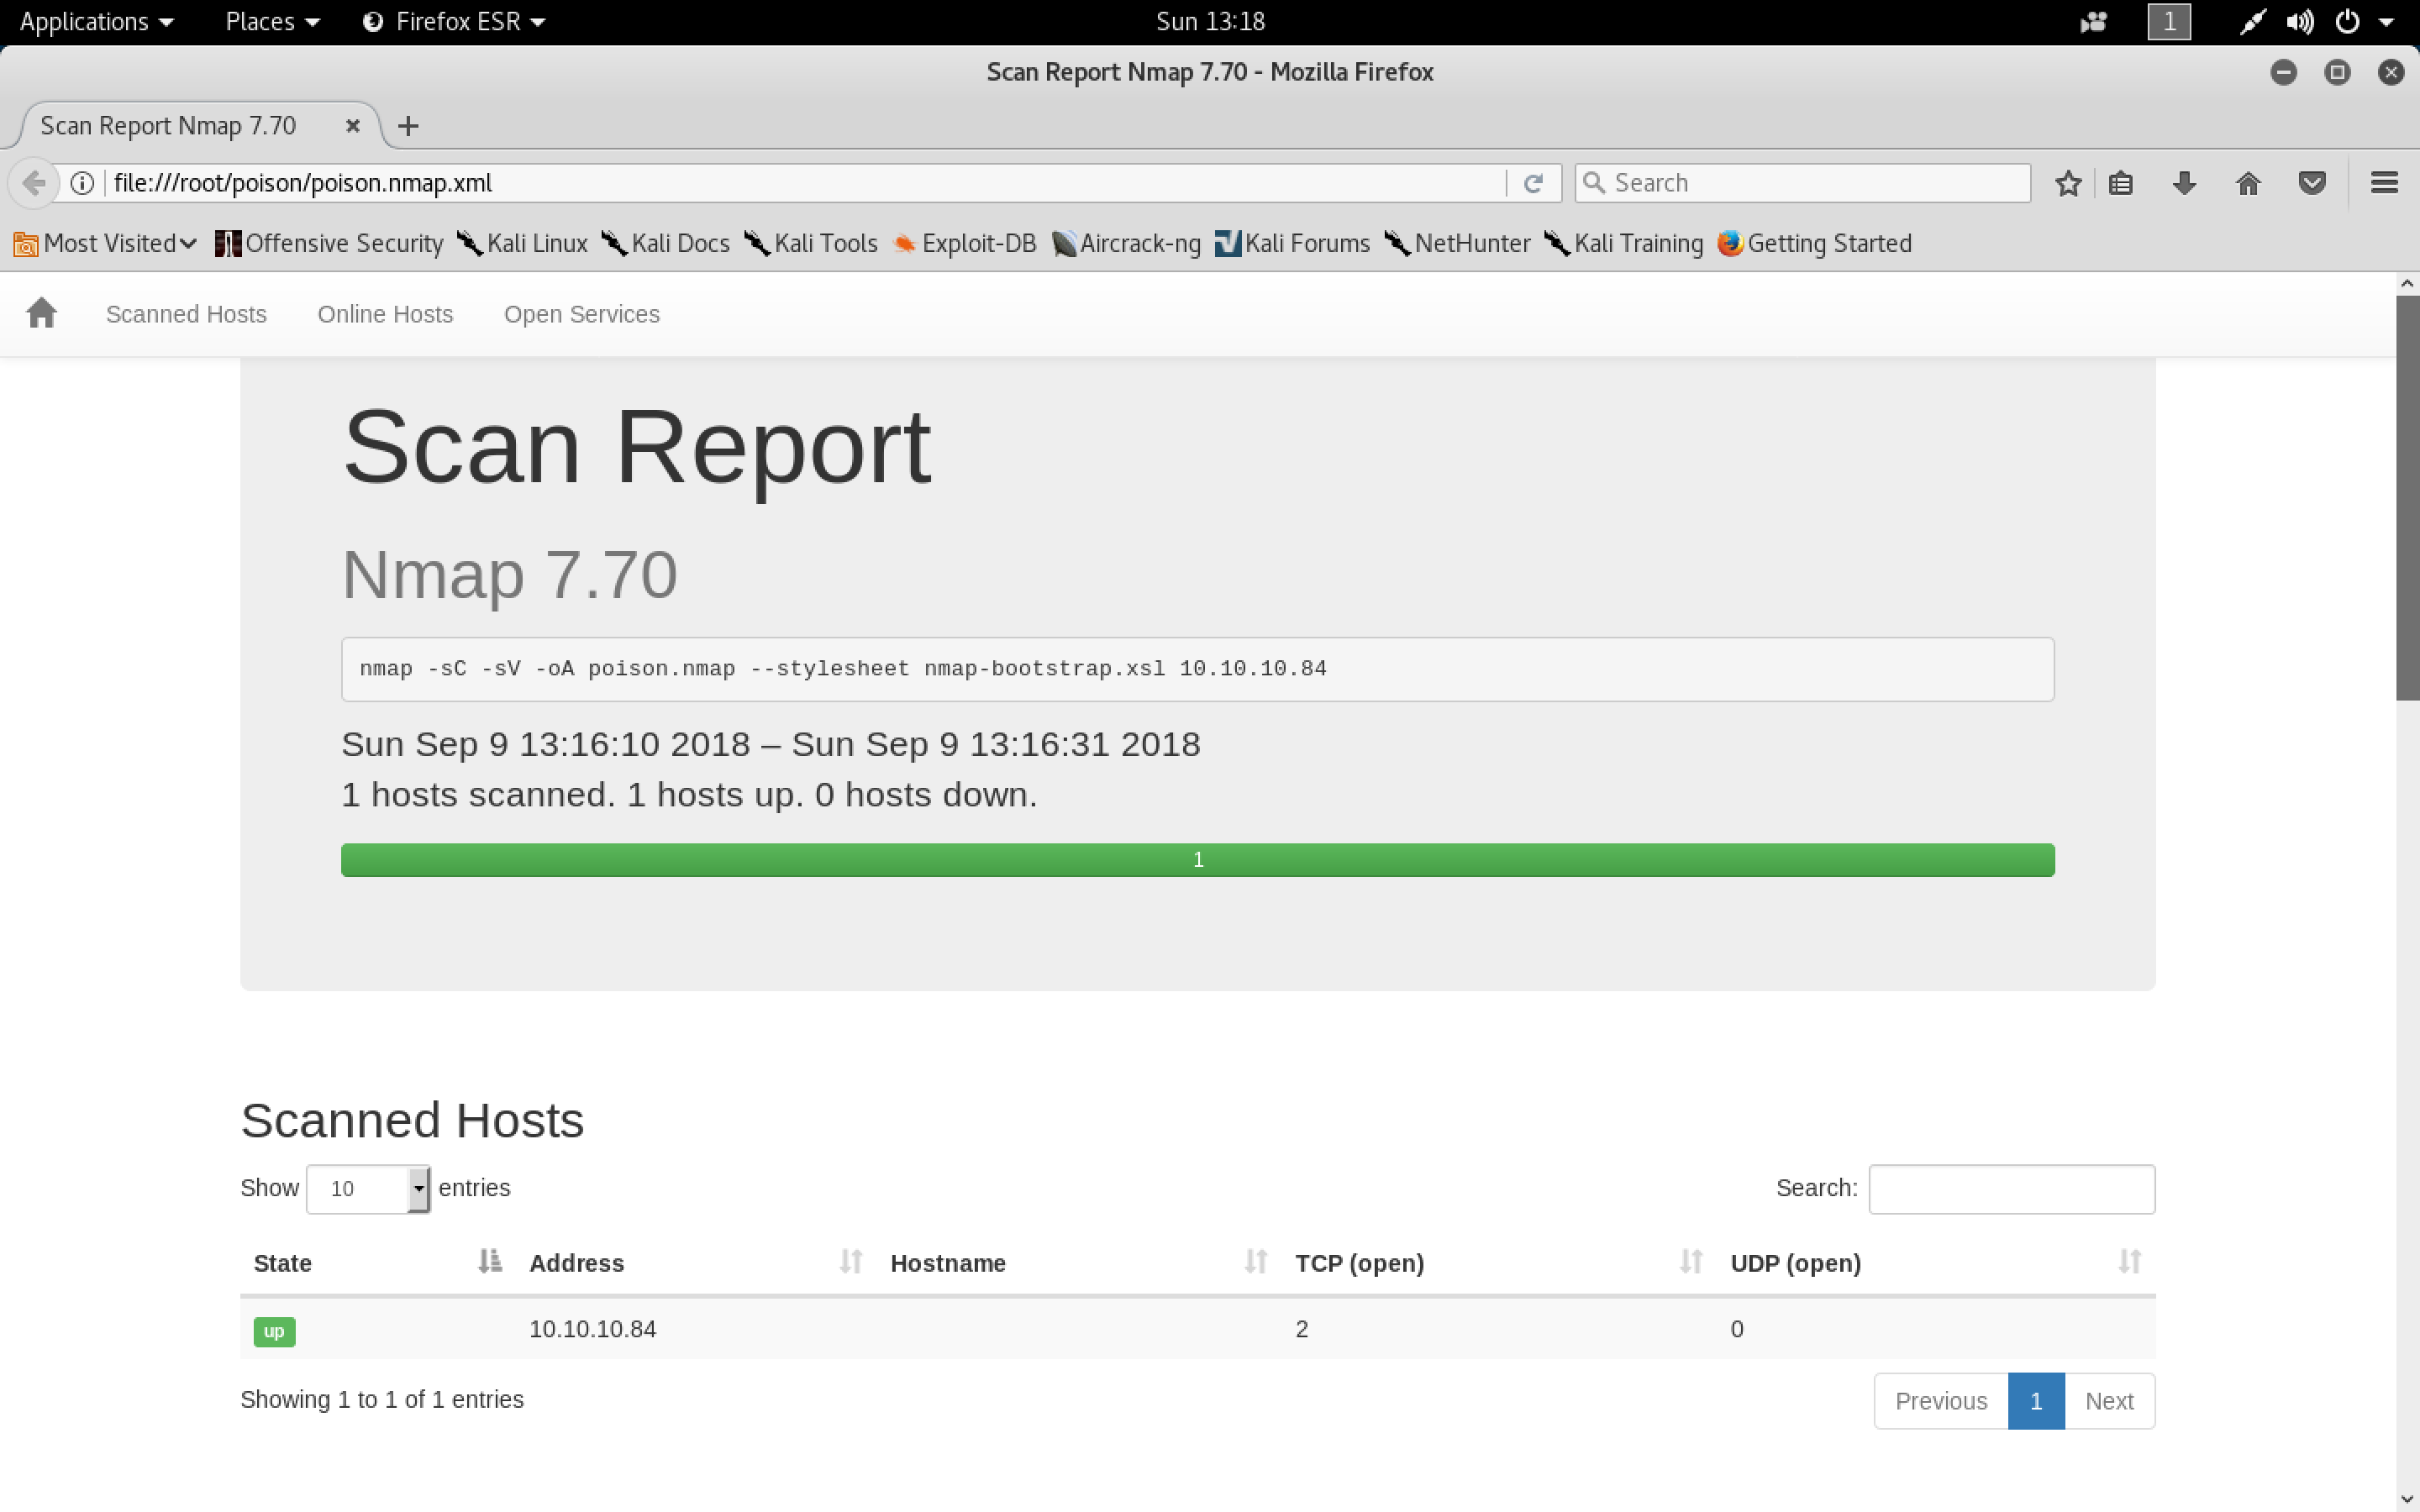 Applications Places Firefox ESR Sun 13:18 1
Scan Report Nmap 7.70 - Mozilla Firefox
Scan Report Nmap 7.70
file:///root/poison/poison.nmap.xml Search
Most Visited Offensive Security Kali Linux Kali Docs Kali Tools Exploit-DB Aircrack-ng Kali Forums NetHunter Kali Training Getting Started
Scanned Hosts Online Hosts Open Services
Scan Report
Nmap 7.70
nmap -sC -sV -oA poison.nmap --stylesheet nmap-bootstrap.xsl 10.10.10.84
Sun Sep 9 13:16:10 2018 – Sun Sep 9 13:16:31 2018
1 hosts scanned. 1 hosts up. 0 hosts down.
1
Scanned Hosts
Show 10 entries Search:
State Address Hostname TCP (open) UDP (open)
up 10.10.10.84 2 0
Showing 1 to 1 of 1 entries Previous 1 Next